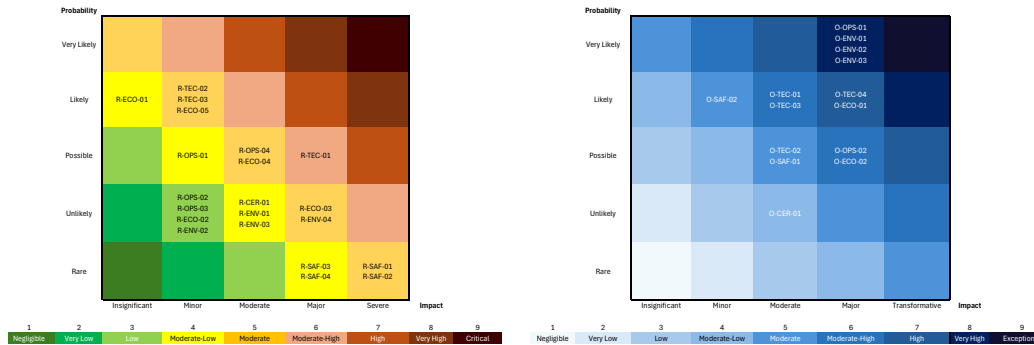 Probability
Very Likely
Likely
R-ECO-01
R-TEC-02
R-TEC-03
R-ECO-05
Possible
R-OPS-01
R-OPS-04
R-ECO-04
R-TEC-01
Unlikely
R-OPS-02
R-OPS-03
R-ECO-02
R-ENV-02
R-CER-01
R-ENV-01
R-ENV-03
R-ECO-03
R-ENV-04
Rare
R-SAF-03
R-SAF-04
R-SAF-01
R-SAF-02
Insignificant Minor Moderate Major Severe Impact
1 2 3 4 5 6 7 8 9
Negligible Very Low Low Moderate-Low Moderate Moderate-High High Very High Critical
Probability
Very Likely
O-OPS-01
O-ENV-01
O-ENV-02
O-ENV-03
Likely
O-SAF-02
O-TEC-01
O-TEC-03
O-TEC-04
O-ECO-01
Possible
O-TEC-02
O-SAF-01
O-OPS-02
O-ECO-02
Unlikely
O-CER-01
Rare
Insignificant Minor Moderate Major Transformative Impact
1 2 3 4 5 6 7 8 9
Negligible Very Low Low Moderate-Low Moderate Moderate-High High Very High Exception